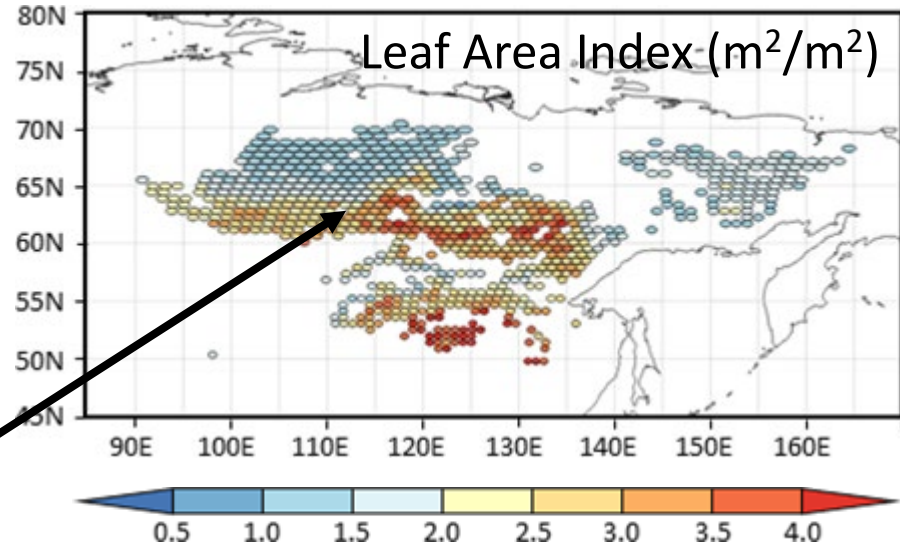 80N
Leaf Area Index (m²/m²)
75N
70N
65N
60N
55N
50N
45N
90E 100E 110E 120E 130E 140E 150E 160E
0.5 1.0 1.5 2.0 2.5 3.0 3.5 4.0